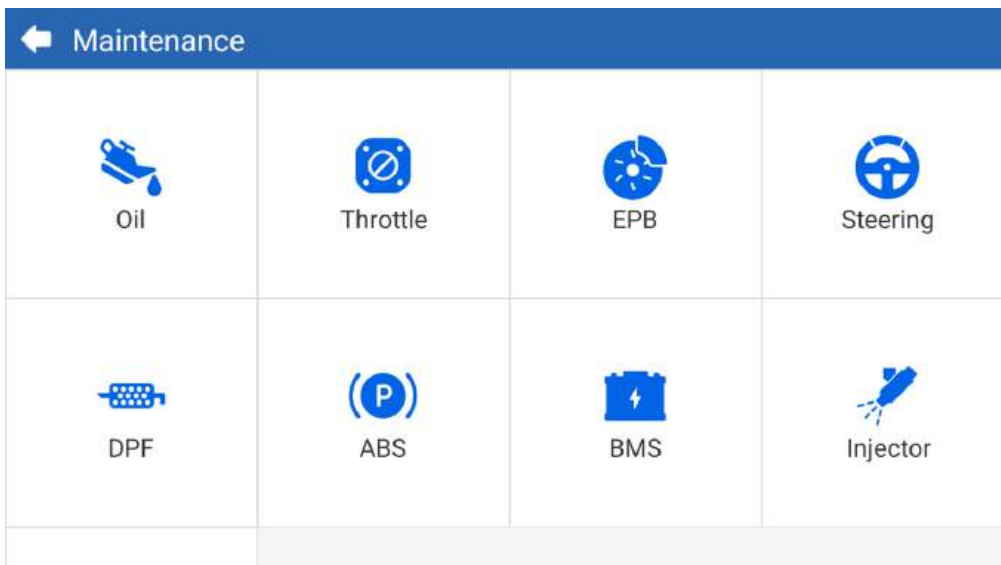 Maintenance
Oil
Throttle
EPB
Steering
DPF
P
ABS
BMS
Injector